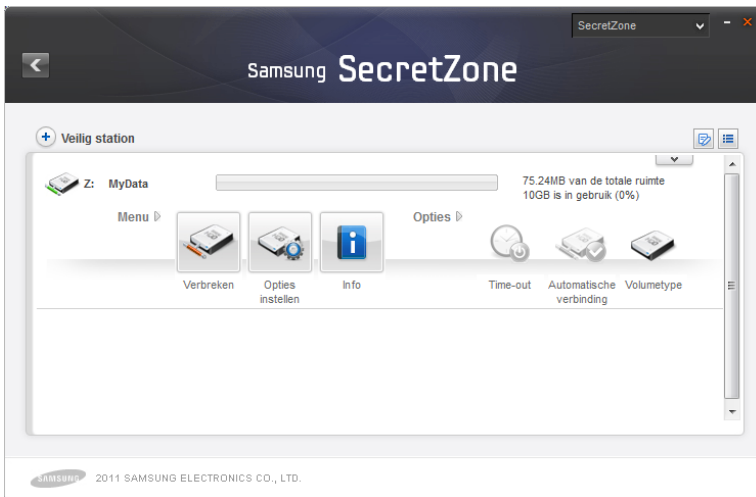 SecretZone
Samsung SecretZone
Veilig station
Z: MyData
75.24MB van de totale ruimte
10GB is in gebruik (0%)
Menu
Opties
Verbreken
Opties
instellen
Info
Time-out
Automatische
verbinding
Volumetype
SAMSUNG
2011 SAMSUNG ELECTRONICS CO., LTD.